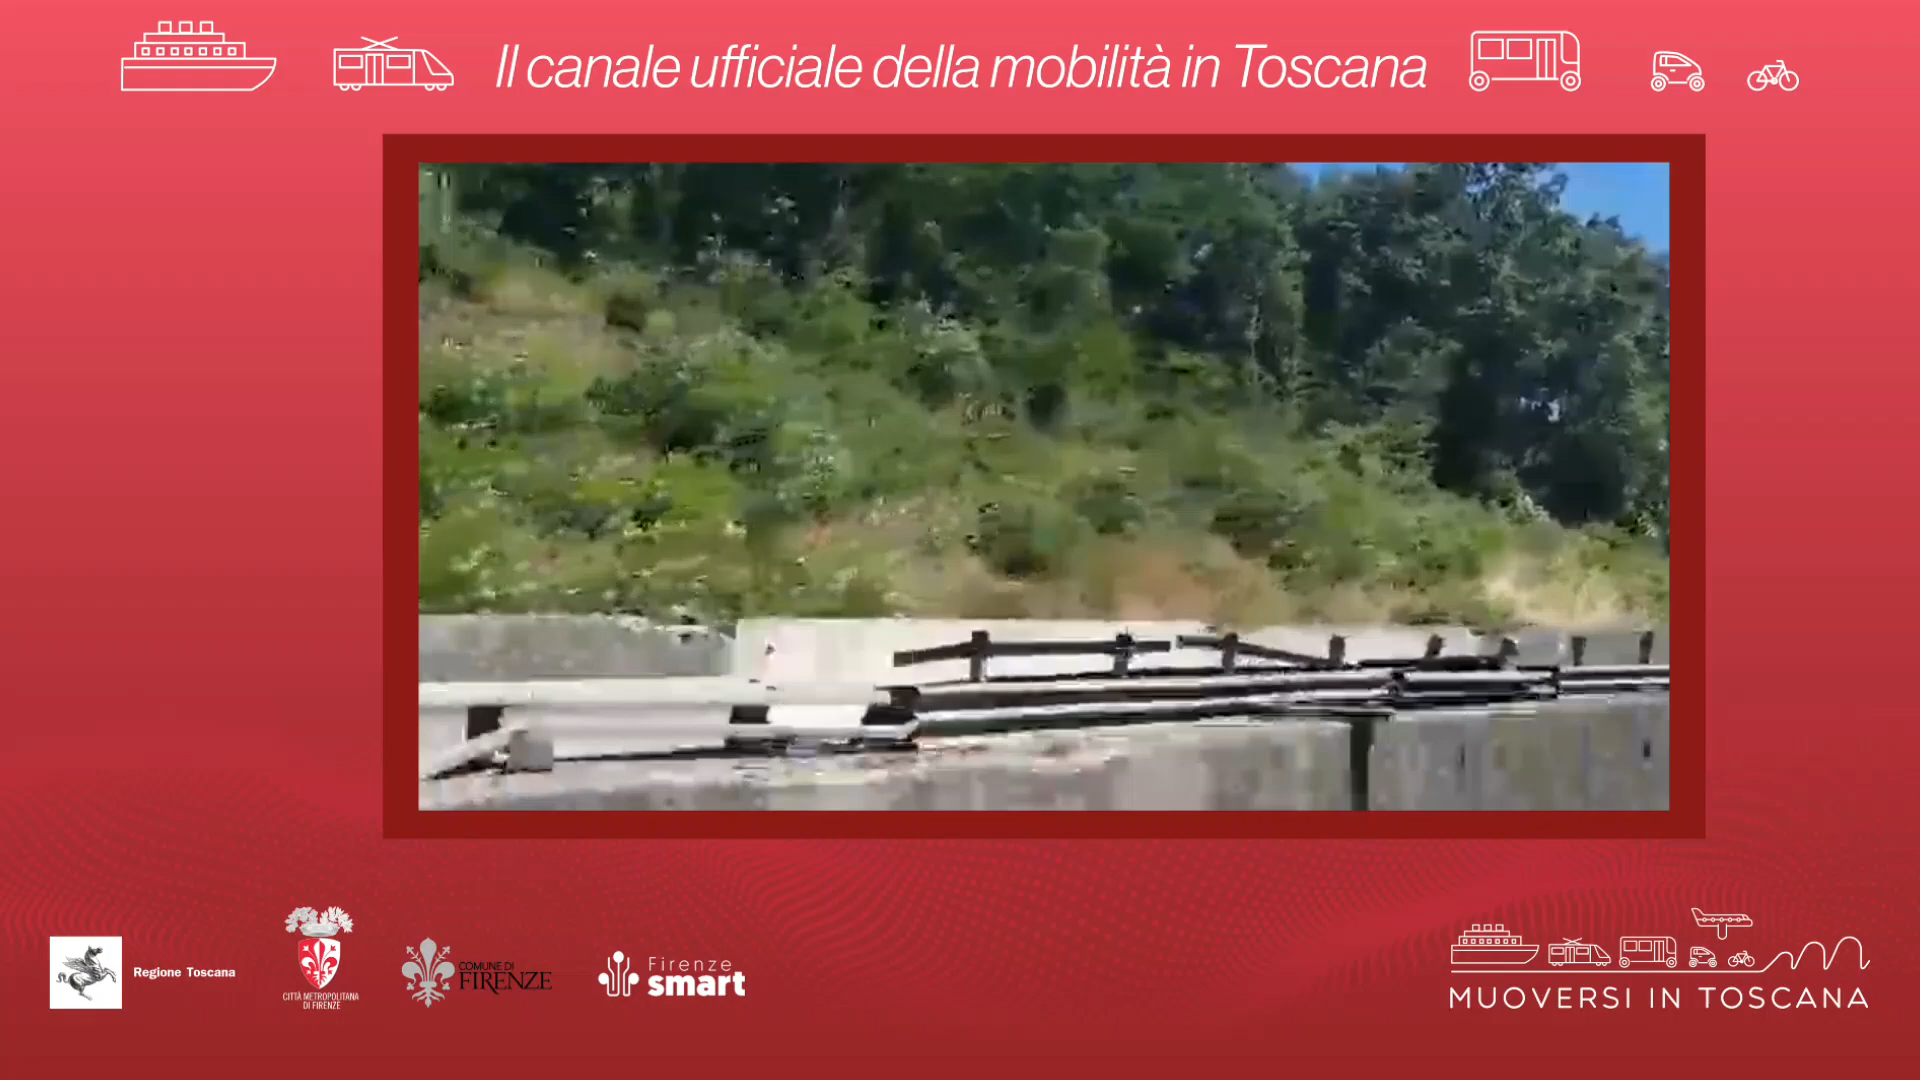 Il canale ufficiale della mobilità in Toscana
Regione Toscana
CITTÀ METROPOLITANA
DI FIRENZE
COMUNE DI
FIRENZE
Firenze
smart
MUOVERSI IN TOSCANA